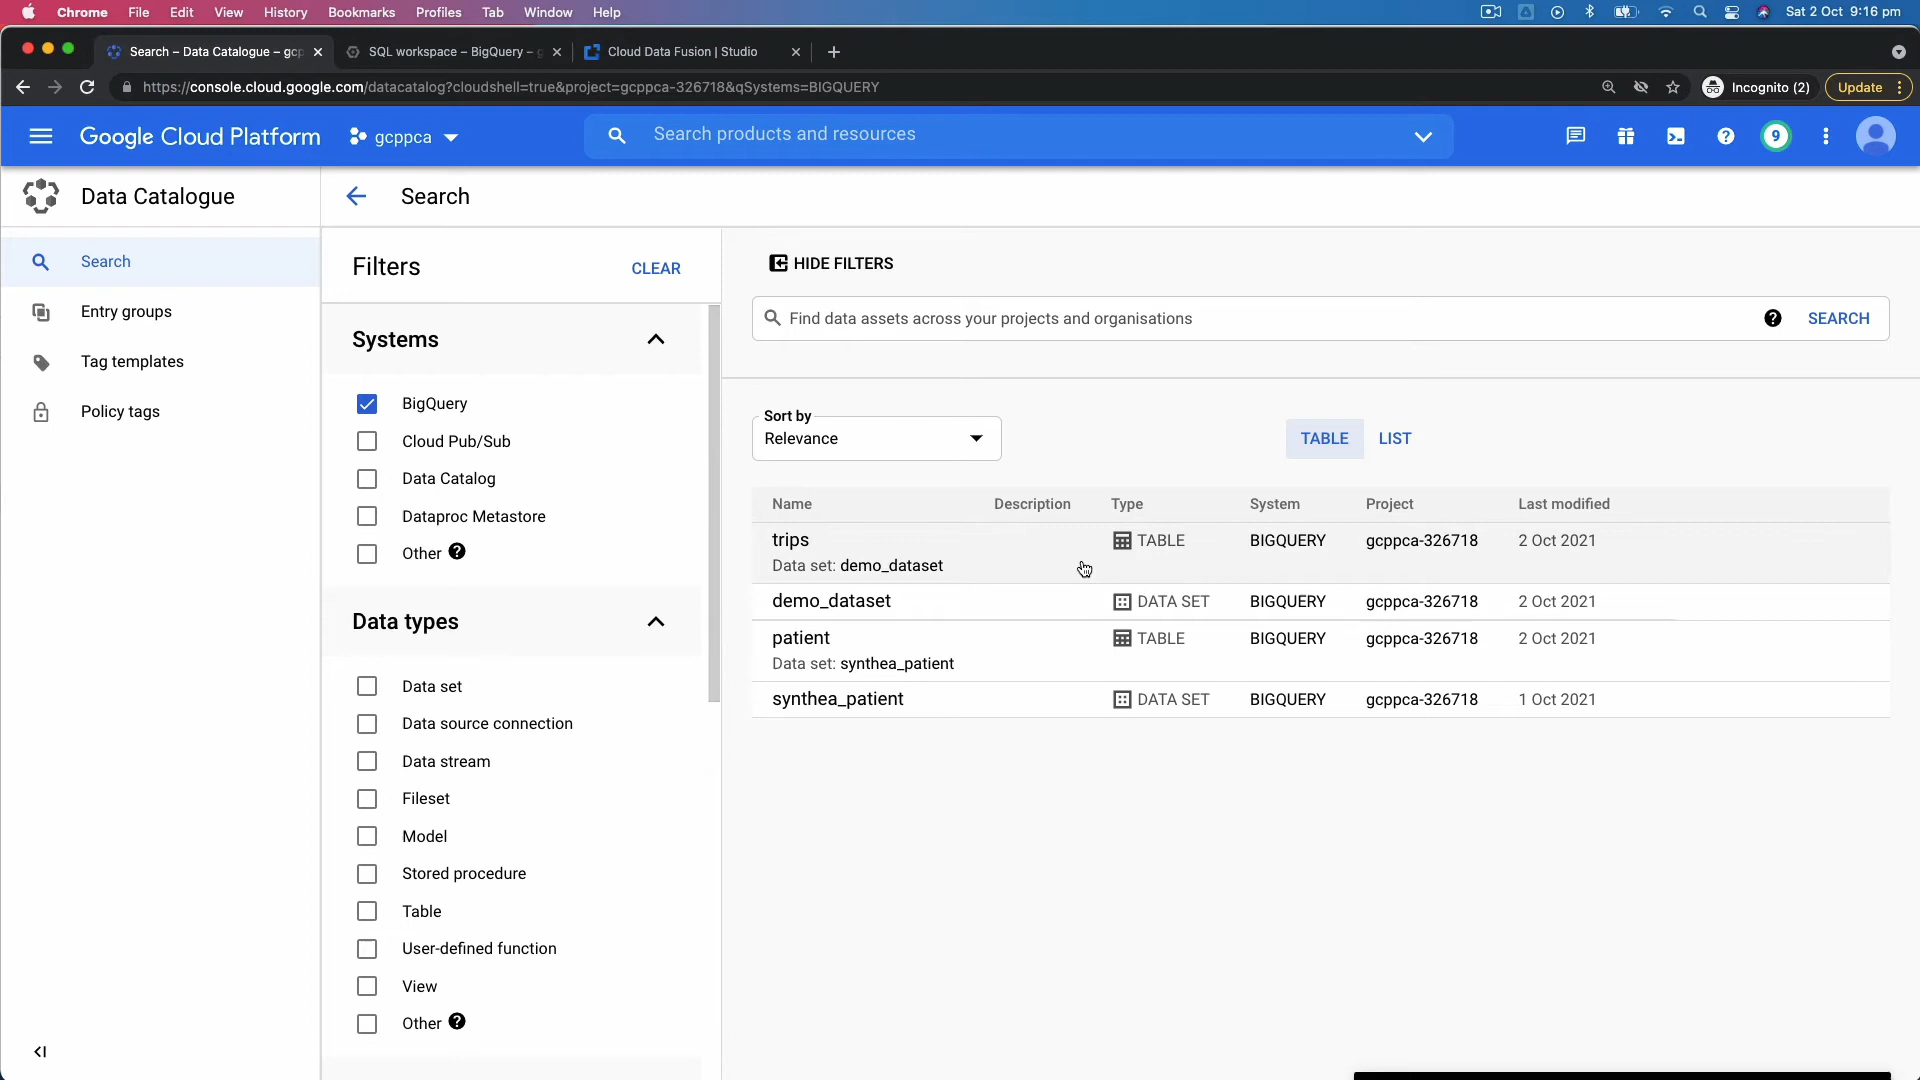 Chrome File Edit View History Bookmarks Profiles Tab Window Help Sat 2 Oct 9:16 pm
Search – Data Catalogue – gcp SQL workspace – BigQuery – g Cloud Data Fusion | Studio
https://console.cloud.google.com/datacatalog?cloudshell=true&project=gcppca-326718&qSystems=BIGQUERY Incognito (2) Update
Google Cloud Platform gcppca Search products and resources 9
Data Catalogue Search
Search
Entry groups
Tag templates
Policy tags
Filters CLEAR
Systems
BigQuery
Cloud Pub/Sub
Data Catalog
Dataproc Metastore
Other ?
Data types
Data set
Data source connection
Data stream
Fileset
Model
Stored procedure
Table
User-defined function
View
Other ?
HIDE FILTERS
Find data assets across your projects and organisations ? SEARCH
Sort by
Relevance TABLE LIST
Name Description Type System Project Last modified
trips TABLE BIGQUERY gcppca-326718 2 Oct 2021
Data set: demo_dataset
demo_dataset DATA SET BIGQUERY gcppca-326718 2 Oct 2021
patient TABLE BIGQUERY gcppca-326718 2 Oct 2021
Data set: synthea_patient
synthea_patient DATA SET BIGQUERY gcppca-326718 1 Oct 2021